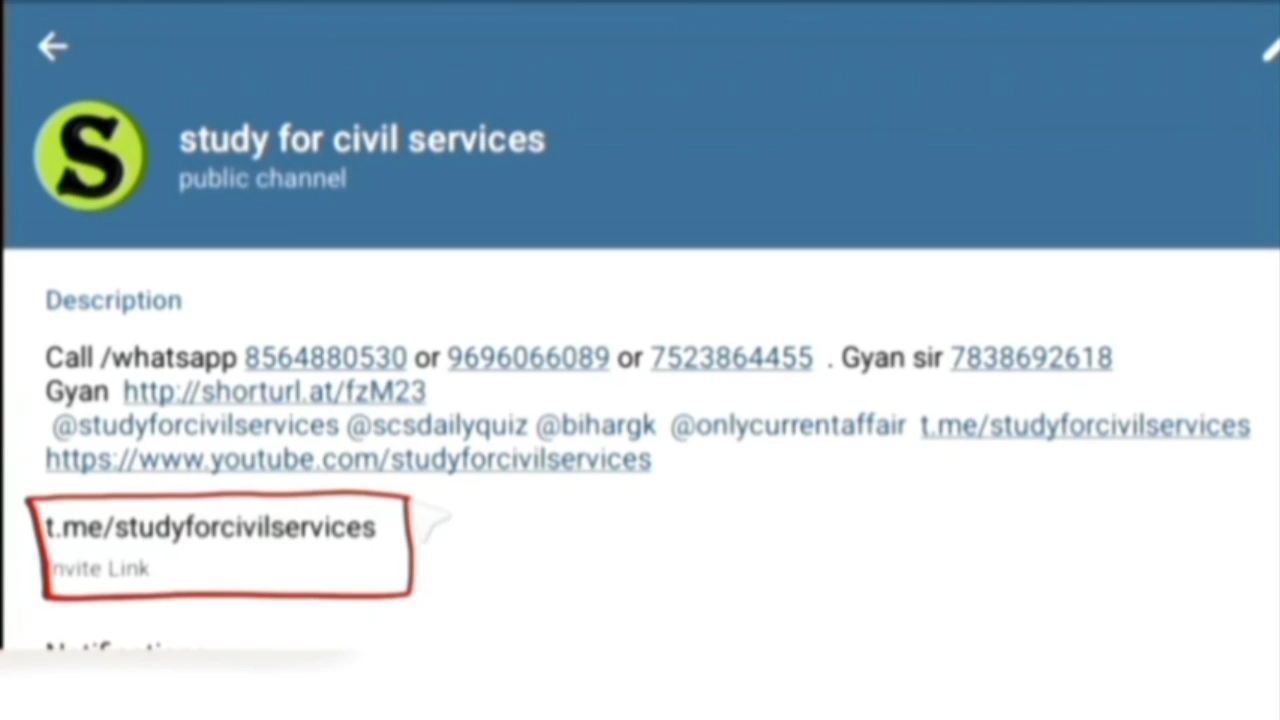 S
study for civil services
public channel
Description
Call /whatsapp 8564880530 or 9696066089 or 7523864455 . Gyan sir 7838692618
Gyan http://shorturl.at/fzM23
@studyforcivilservices @scsdailyquiz @bihargk @onlycurrentaffair t.me/studyforcivilservices
https://www.youtube.com/studyforcivilservices
t.me/studyforcivilservices
Invite Link